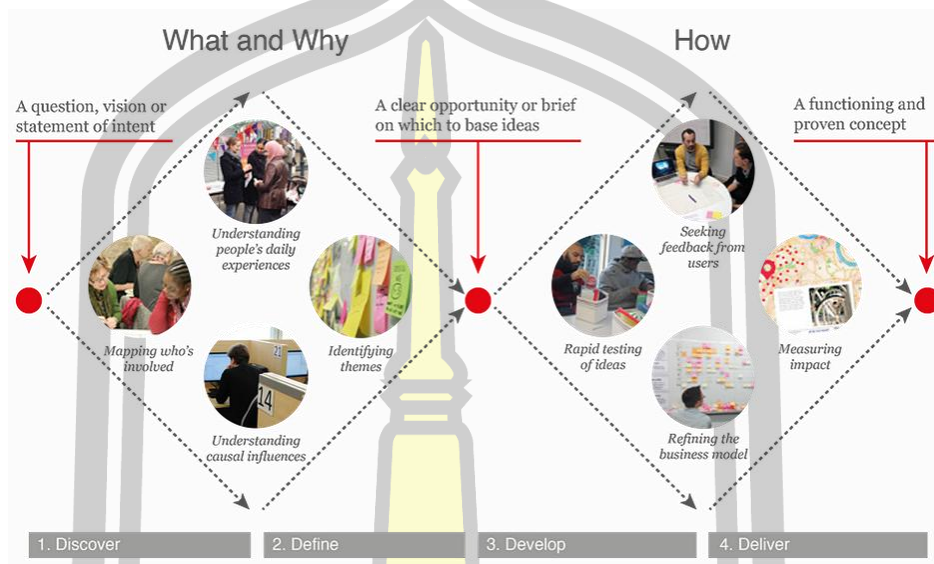 What and Why
How
A question, vision or
statement of intent
A clear opportunity or brief
on which to base ideas
A functioning and
proven concept
Understanding
people's daily
experiences
Seeking
feedback from
users
Mapping who's
involved
Identifying
themes
Rapid testing
of ideas
Measuring
impact
21
14
Understanding
causal influences
Refining the
business model
1. Discover
2. Define
3. Develop
4. Deliver